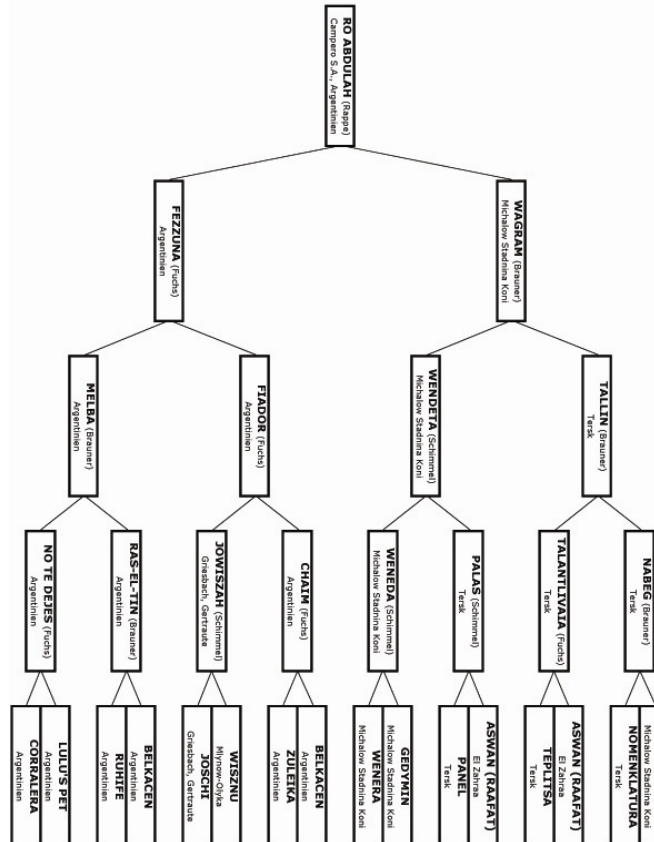 RO ABDULAH (Rappe)
Campero S.A., Argentinien
WAGRAM (Brauner)
Michalow Stadnina Koni
FEZZUNA (Fuchs)
Argentinien
TALLIN (Brauner)
Tersk
WENDETA (Schimmel)
Michalow Stadnina Koni
FIADOR (Fuchs)
Argentinien
MELBA (Brauner)
Argentinien
NABEG (Brauner)
Tersk
TALANTLIVAIA (Fuchs)
Tersk
PALAS (Schimmel)
Tersk
WENEDA (Schimmel)
Michalow Stadnina Koni
CHAIM (Fuchs)
Argentinien
JOWISZAH (Schimmel)
Griesbach, Gertraute
RAS-EL-TIN (Brauner)
Argentinien
NO TE DEJES (Fuchs)
Argentinien
Michalow Stadnina Koni
NOMENKLATURA
Tersk
ASWAN (RAAFAT)
El Zahraa
TEPLITSA
Tersk
ASWAN (RAAFAT)
El Zahraa
PANEL
Tersk
GEDYMIN
Michalow Stadnina Koni
WENERA
Michalow Stadnina Koni
BELKACEN
Argentinien
ZULEIKA
Argentinien
WISZNU
Mlynow-Olyka
JOSCHI
Griesbach, Gertraute
BELKACEN
Argentinien
RUHIFE
Argentinien
LULU'S PET
Argentinien
CORRALERA
Argentinien